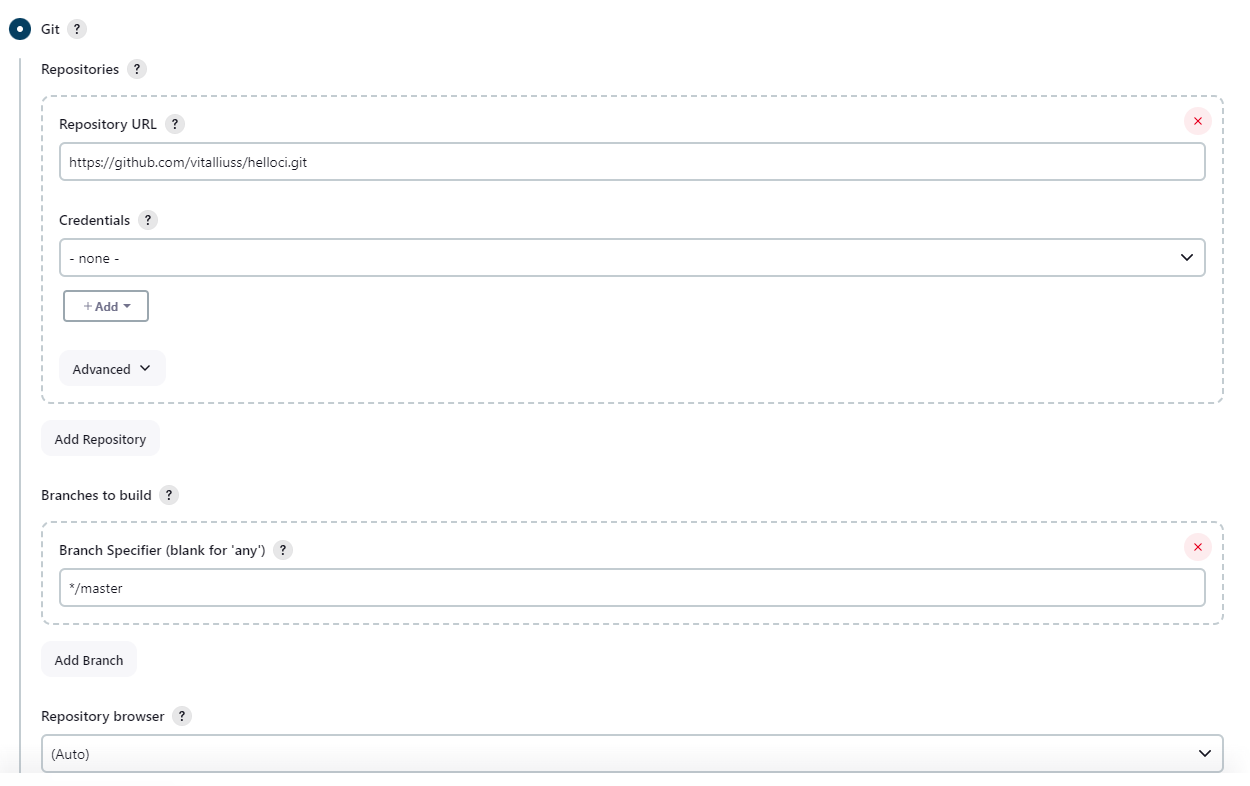 Git ?
Repositories ?
Repository URL ?
https://github.com/vitalliuss/helloci.git
Credentials ?
- none -
+ Add
Advanced
Add Repository
Branches to build ?
Branch Specifier (blank for 'any') ?
*/master
Add Branch
Repository browser ?
(Auto)